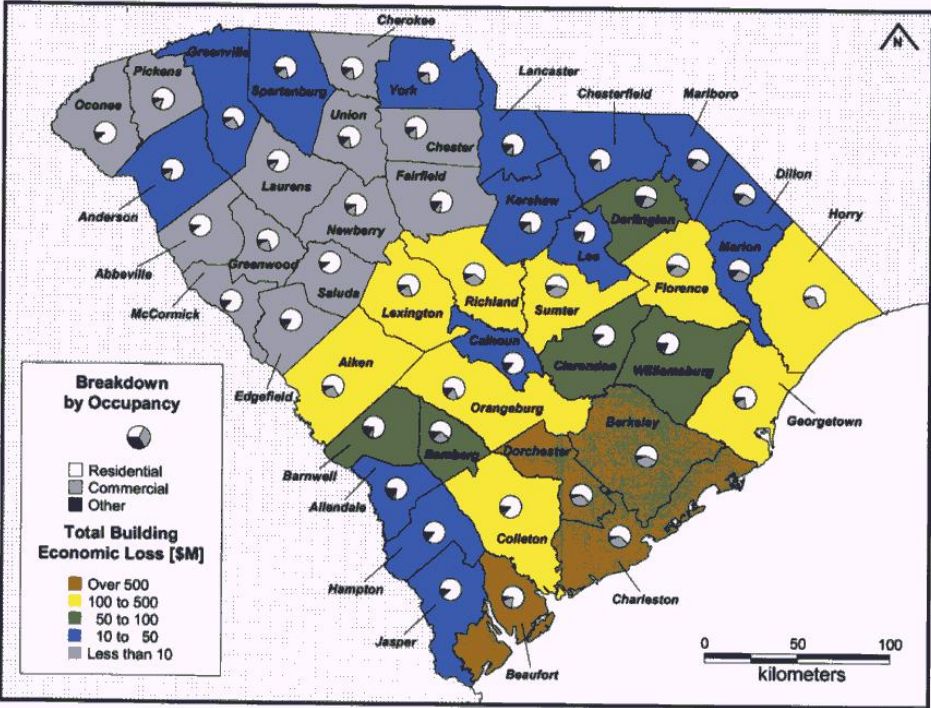 Cherokee
N
Greenville
Pickens
Spartenburg
York
Lancaster
Chesterfield
Marlboro
Oconee
Union
Chester
Laurens
Fairfield
Dillon
Kershaw
Anderson
Newberry
Darlington
Horry
Lee
Marion
Abbeville
Greenwood
Saluda
McCormick
Lexington
Richland
Sumter
Florence
Calhoun
Aiken
Clarendon
Williamsburg
Edgefield
Orangeburg
Georgetown
Berkeley
Dorchester
Barnwell
Bamberg
Allendale
Colleton
Hampton
Charleston
Jasper
Beaufort
Breakdown
by Occupancy
Residential
Commercial
Other
Total Building
Economic Loss [$M]
Over 500
100 to 500
50 to 100
10 to 50
Less than 10
0 50 100
kilometers